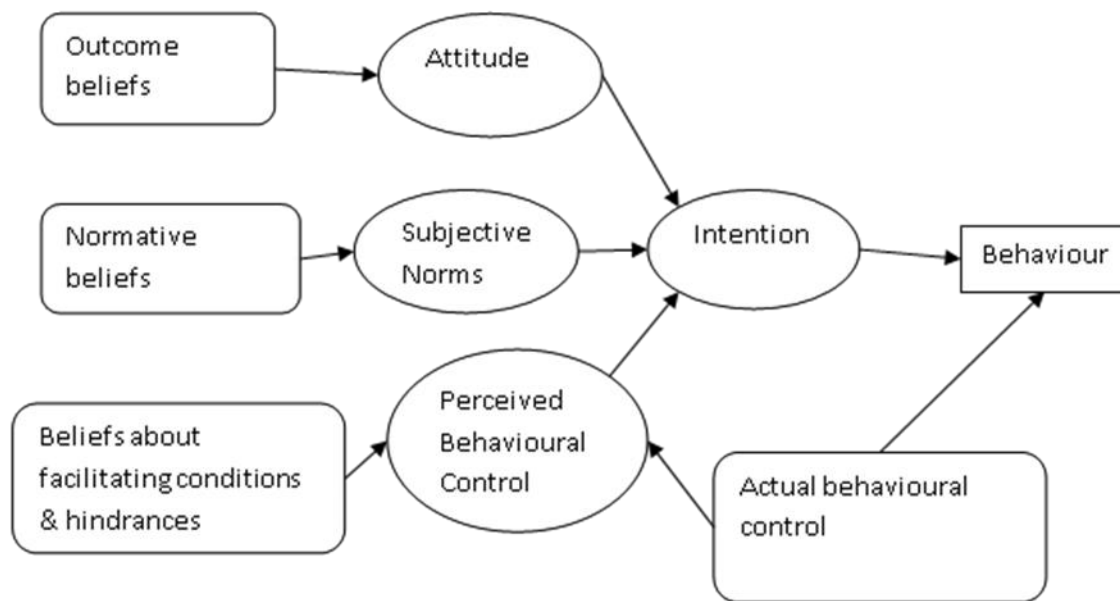 Outcome
beliefs
Attitude
Normative
beliefs
Subjective
Norms
Intention
Behaviour
Beliefs about
facilitating conditions
& hindrances
Perceived
Behavioural
Control
Actual behavioural
control